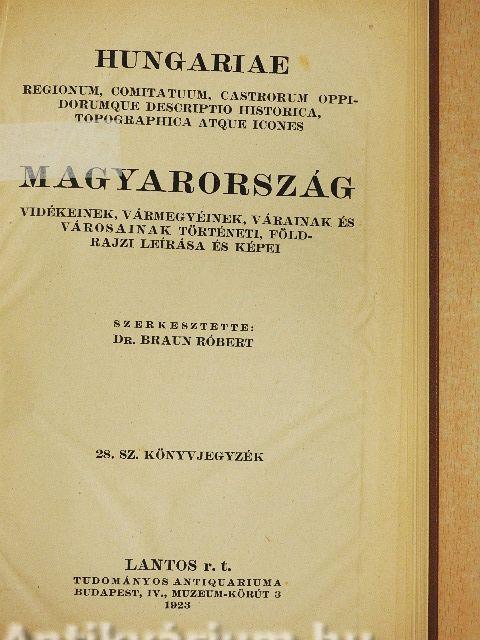 HUNGARIAE
REGIONUM, COMITATUUM, CASTRORUM OPPI-
DORUMQUE DESCRIPTIO HISTORICA,
TOPOGRAPHICA ATQUE ICONES
MAGYARORSZÁG
VIDÉKEINEK, VÁRMEGYÉINEK, VÁRAINAK ÉS
VÁROSAINAK TÖRTÉNETI, FÖLD-
RAJZI LEÍRÁSA ÉS KÉPEI
SZERKESZTETTE:
DR. BRAUN RÓBERT
28. SZ. KÖNYVJEGYZÉK
LANTOS r. t.
TUDOMÁNYOS ANTIQUARIUMA
BUDAPEST, IV., MUZEUM-KÖRÚT 3
1923
Antikvárium.hu